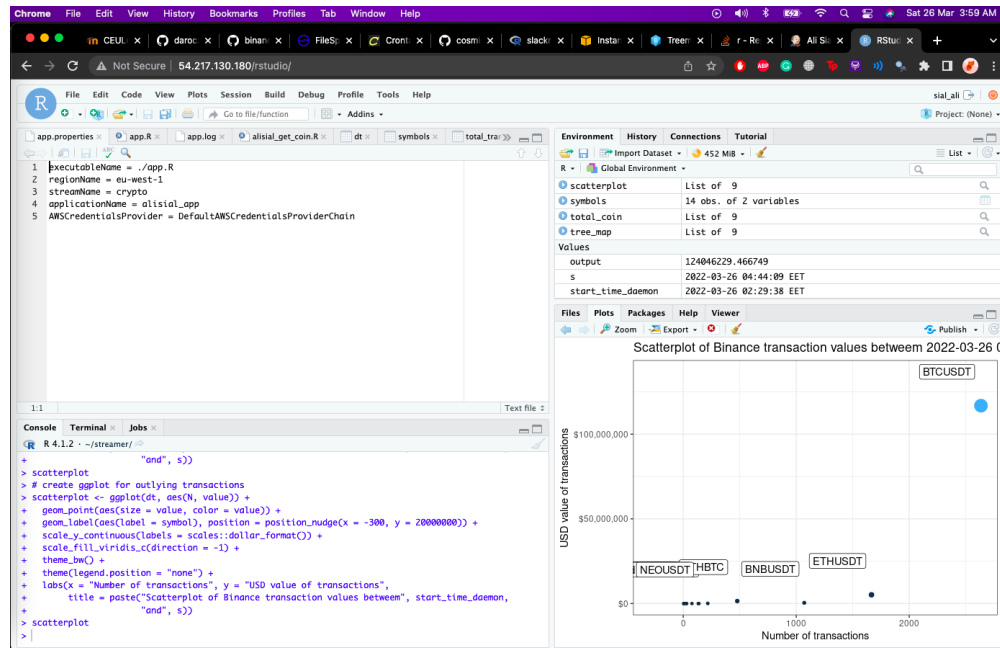 Chrome File Edit View History Bookmarks Profiles Tab Window Help Sat 26 Mar 3:59 AM
in CEUL daroc binan FileSp Cront cosmi slackr Instan Treem r - Re Ali Sia RStud
Not Secure 54.217.130.180/rstudio/
File Edit Code View Plots Session Build Debug Profile Tools Help sial_ali
Go to file/function Addins Project: (None)
app.properties app.R app.log alisial_get_coin.R dt symbols total_trar
1 executableName = ./app.R
2 regionName = eu-west-1
3 streamName = crypto
4 applicationName = alisial_app
5 AWSCredentialsProvider = DefaultAWSCredentialsProviderChain
1:1 Text file
Console Terminal Jobs
R 4.1.2 · ~/streamer/
+ "and", s))
> scatterplot
> # create ggplot for outlying transactions
> scatterplot <- ggplot(dt, aes(N, value)) +
+ geom_point(aes(size = value, color = value)) +
+ geom_label(aes(label = symbol), position = position_nudge(x = -300, y = 20000000)) +
+ scale_y_continuous(labels = scales::dollar_format()) +
+ scale_fill_viridis_c(direction = -1) +
+ theme_bw() +
+ theme(legend.position = "none") +
+ labs(x = "Number of transactions", y = "USD value of transactions",
+ title = paste("Scatterplot of Binance transaction values betweem", start_time_daemon,
+ "and", s))
> scatterplot
>
Environment History Connections Tutorial
Import Dataset 452 MiB List
R Global Environment
scatterplot List of 9
symbols 14 obs. of 2 variables
total_coin List of 9
tree_map List of 9
Values
output 124046229.466749
s 2022-03-26 04:44:09 EET
start_time_daemon 2022-03-26 02:29:38 EET
Files Plots Packages Help Viewer
Zoom Export Publish
Scatterplot of Binance transaction values betweem 2022-03-26 0
BTCUSDT
$100,000,000
$50,000,000
ETHUSDT
NEOUSDT HBTC BNBUSDT
$0
0 1000 2000
Number of transactions
USD value of transactions